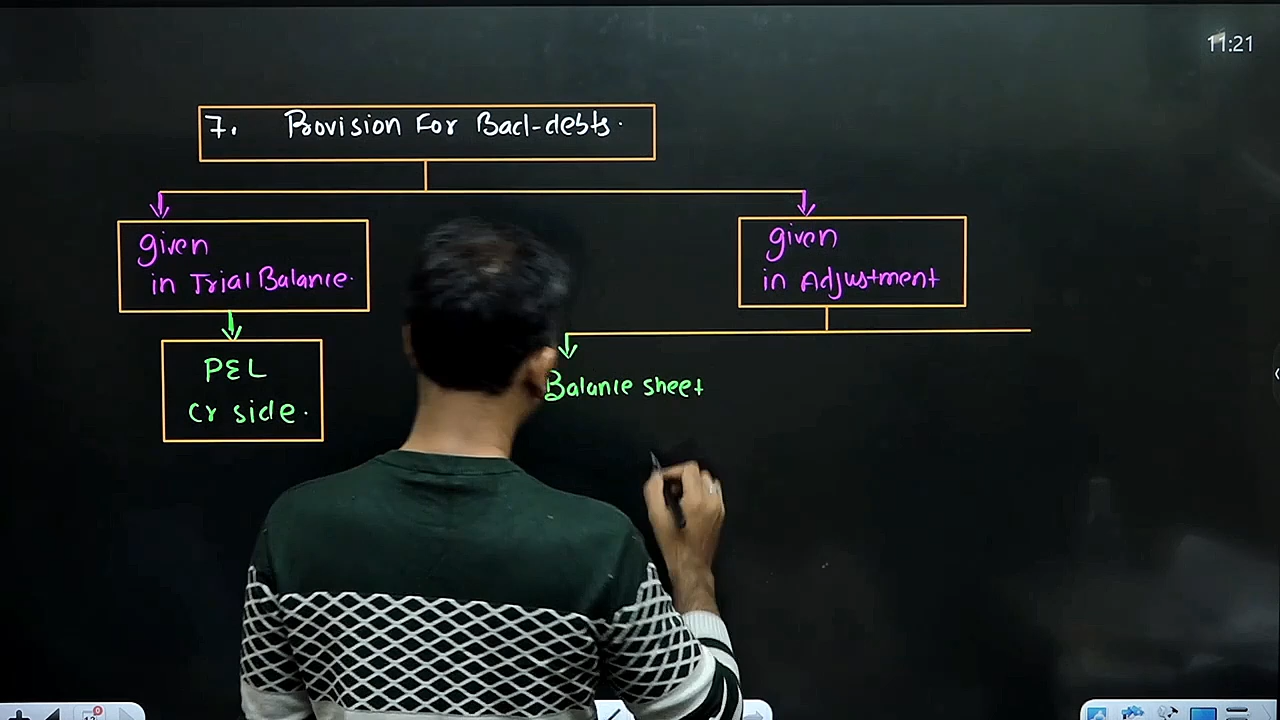 11:21
7. Provision For Bad-debts.
given
in Trial Balance.
given
in Adjustment
P&L
Cr side.
Balance sheet